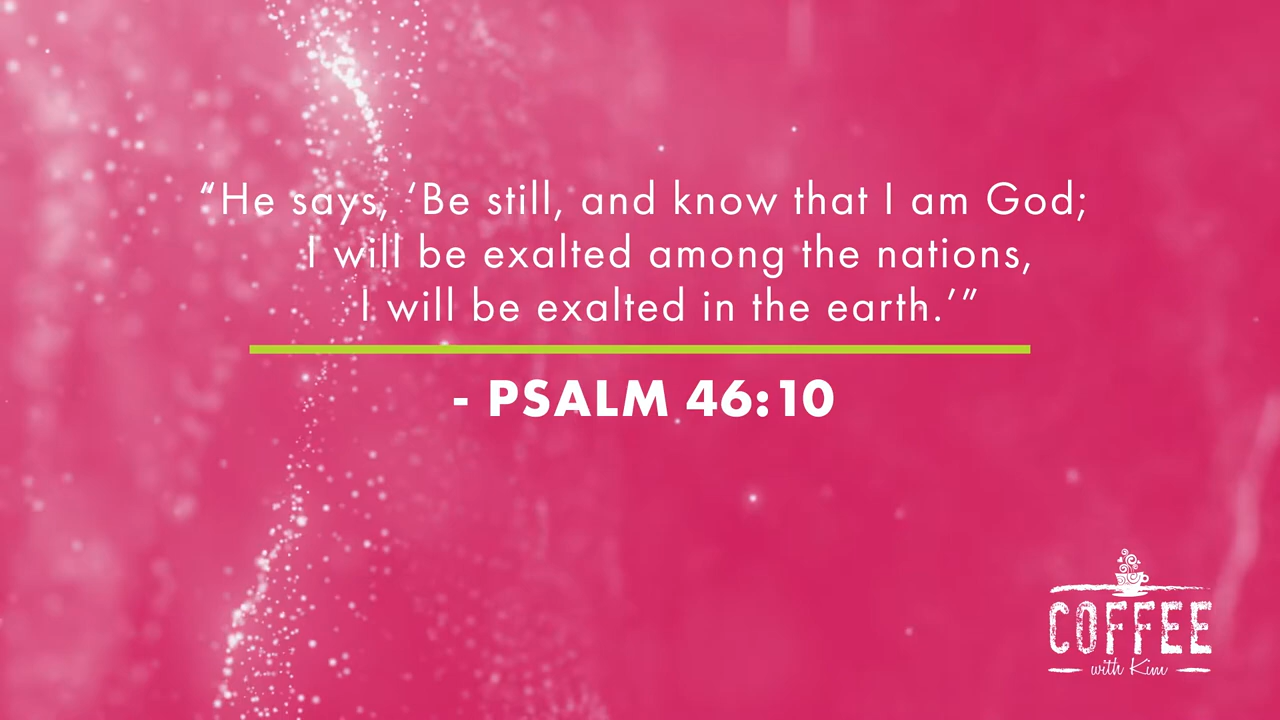 “He says, ‘Be still, and know that I am God;
I will be exalted among the nations,
I will be exalted in the earth.’”
- PSALM 46:10
COFFEE
with Kim